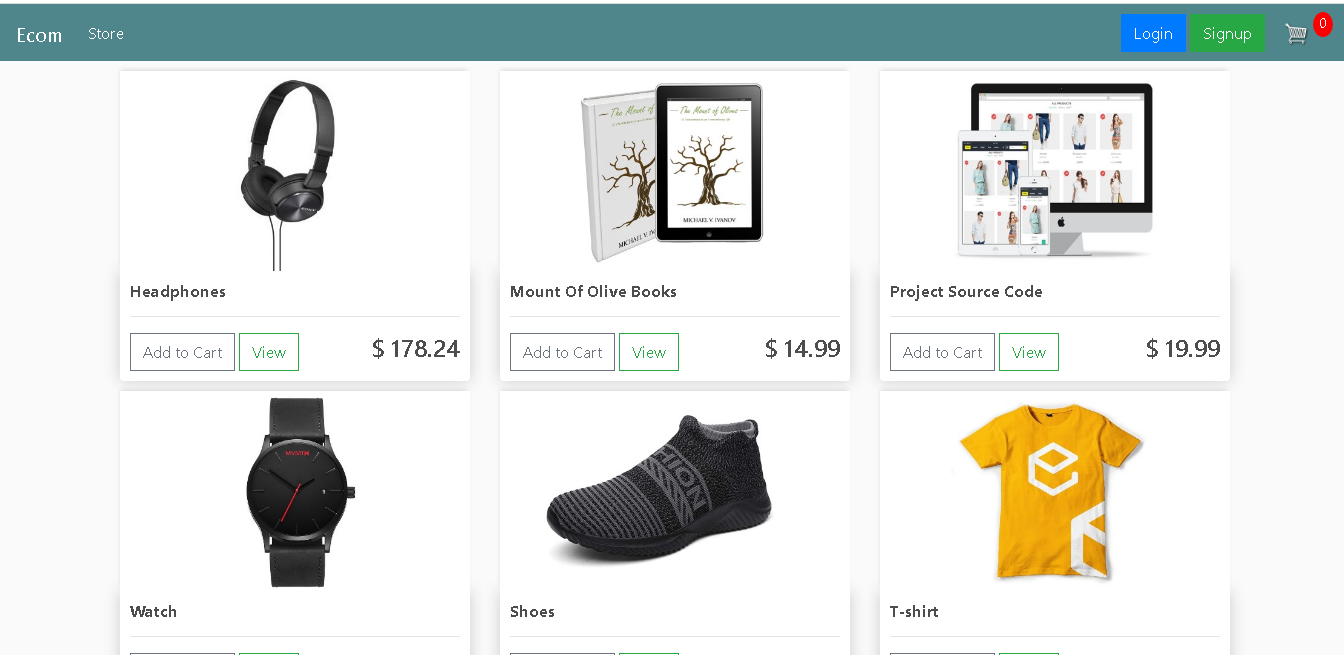 Ecom Store Login Signup 0
The Mount of Olives
MICHAEL V. IVANOV
Headphones
Mount Of Olive Books
Project Source Code
Add to Cart View $ 178.24
Add to Cart View $ 14.99
Add to Cart View $ 19.99
HION
Watch
Shoes
T-shirt